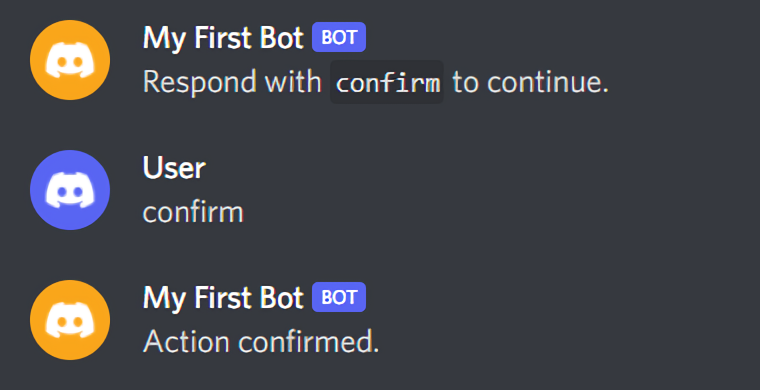 My First Bot BOT
Respond with confirm to continue.
User
confirm
My First Bot BOT
Action confirmed.